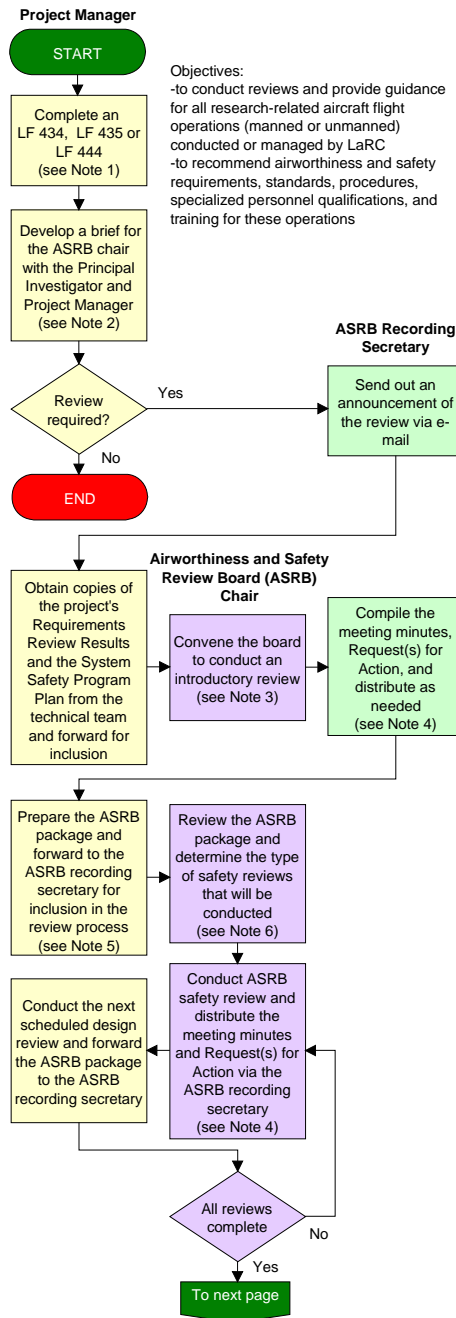 Project Manager
START
Objectives:
-to conduct reviews and provide guidance
for all research-related aircraft flight
operations (manned or unmanned)
conducted or managed by LaRC
-to recommend airworthiness and safety
requirements, standards, procedures,
specialized personnel qualifications, and
training for these operations
Complete an
LF 434, LF 435 or
LF 444
(see Note 1)
Develop a brief for
the ASRB chair
with the Principal
Investigator and
Project Manager
(see Note 2)
ASRB Recording
Secretary
Review
required?
Yes
No
Send out an
announcement of
the review via e-
mail
END
Airworthiness and Safety
Review Board (ASRB)
Chair
Obtain copies of
the project's
Requirements
Review Results
and the System
Safety Program
Plan from the
technical team
and forward for
inclusion
Convene the board
to conduct an
introductory review
(see Note 3)
Compile the
meeting minutes,
Request(s) for
Action, and
distribute as
needed
(see Note 4)
Prepare the ASRB
package and
forward to the
ASRB recording
secretary for
inclusion in the
review process
(see Note 5)
Review the ASRB
package and
determine the type
of safety reviews
that will be
conducted
(see Note 6)
Conduct ASRB
safety review and
distribute the
meeting minutes
and Request(s) for
Action via the
ASRB recording
secretary
(see Note 4)
Conduct the next
scheduled design
review and forward
the ASRB package
to the ASRB
recording secretary
All reviews
complete
No
Yes
To next page